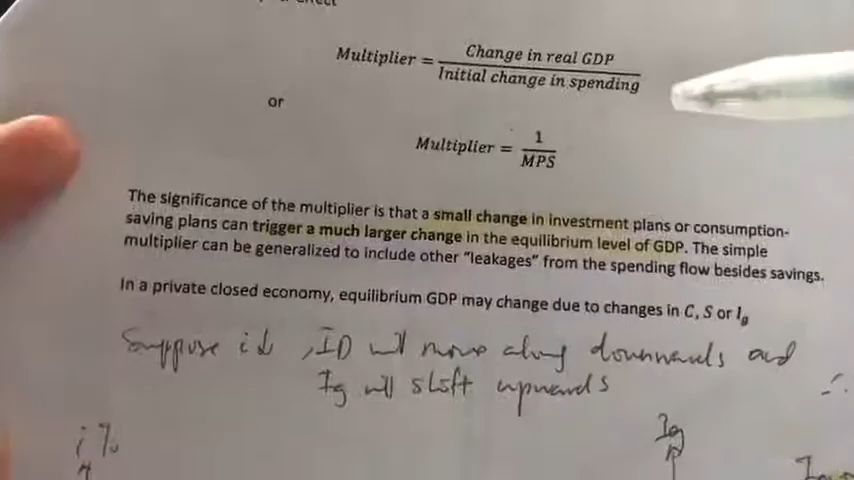 Multiplier = Change in real GDP / Initial change in spending
or
Multiplier = 1 / MPS
The significance of the multiplier is that a small change in investment plans or consumption-
saving plans can trigger a much larger change in the equilibrium level of GDP. The simple
multiplier can be generalized to include other "leakages" from the spending flow besides savings.
In a private closed economy, equilibrium GDP may change due to changes in C, S or Ig
Suppose i↓, ID will move along downwards and
Ig will shift upwards
i %
Ig